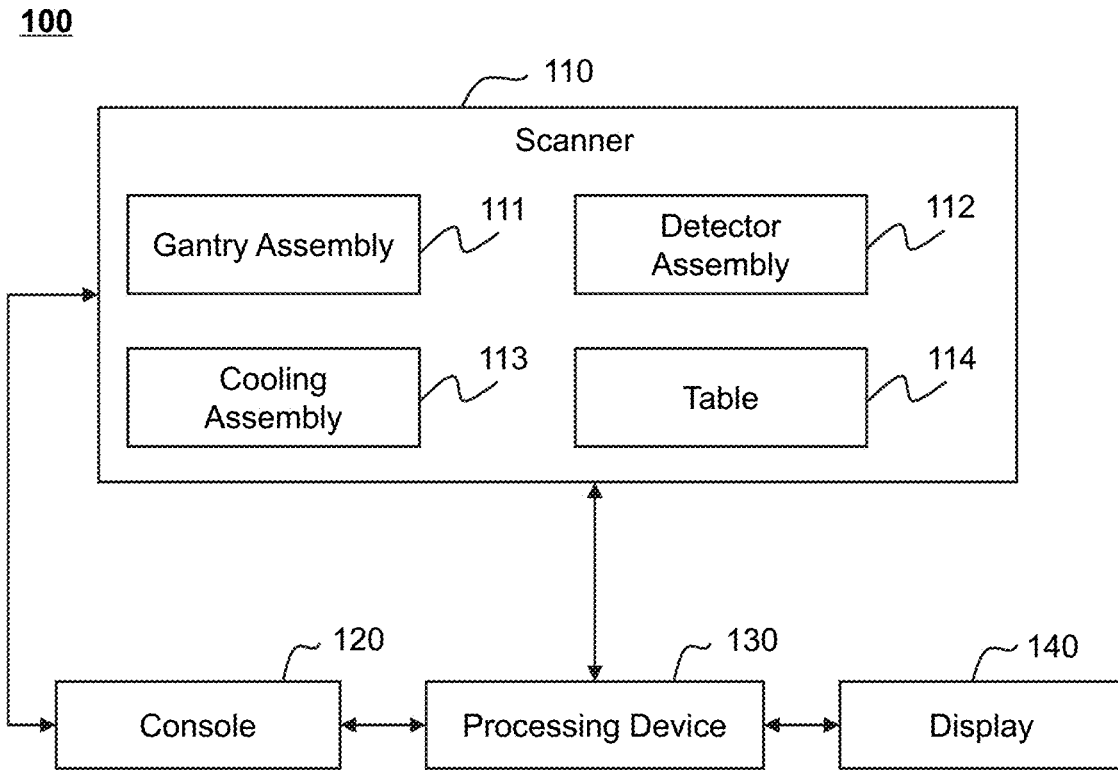 100
110
Scanner
Gantry Assembly
111
Detector
Assembly
112
Cooling
Assembly
113
Table
114
120
Console
130
Processing Device
140
Display